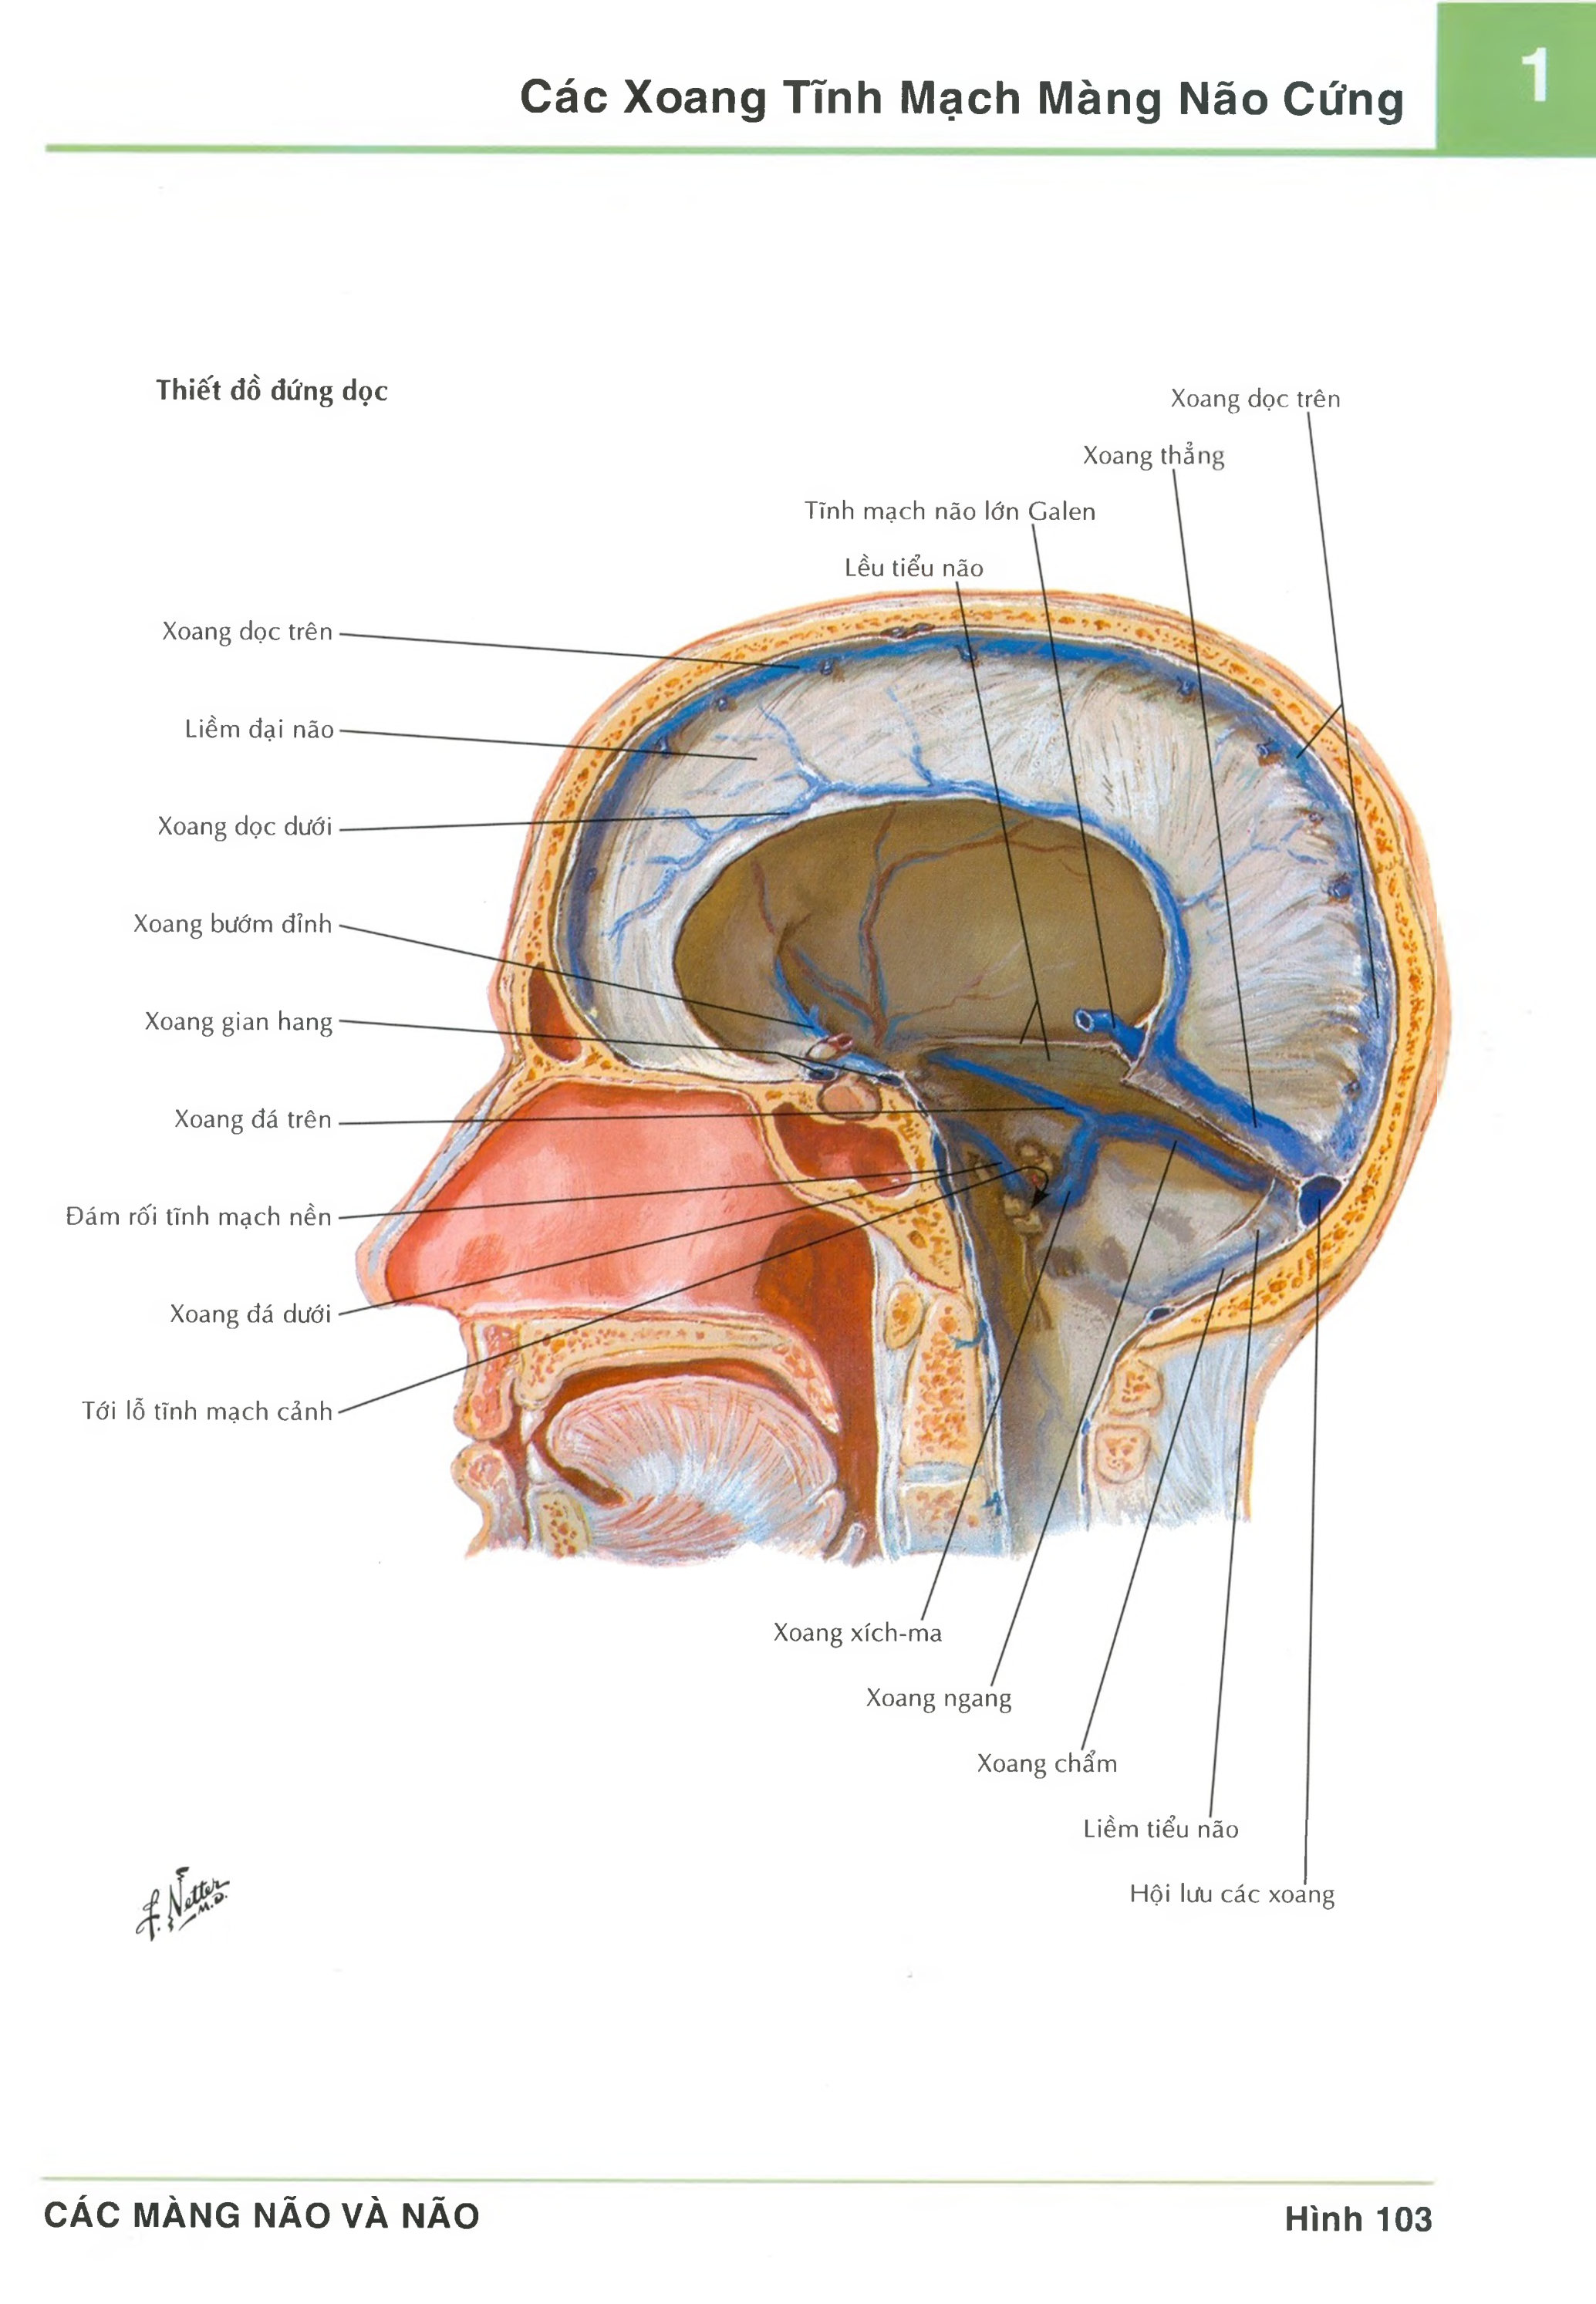 Các Xoang Tĩnh Mạch Màng Não Cứng
1
Thiết đồ đứng dọc
Xoang dọc trên
Xoang thẳng
Tĩnh mạch não lớn Galen
Lều tiểu não
Xoang dọc trên
Liềm đại não
Xoang dọc dưới
Xoang bướm đỉnh
Xoang gian hang
Xoang đá trên
Đám rối tĩnh mạch nền
Xoang đá dưới
Tới lỗ tĩnh mạch cảnh
Xoang xích-ma
Xoang ngang
Xoang chẩm
Liềm tiểu não
Hội lưu các xoang
F. Netter
M.D.
CÁC MÀNG NÃO VÀ NÃO
Hình 103